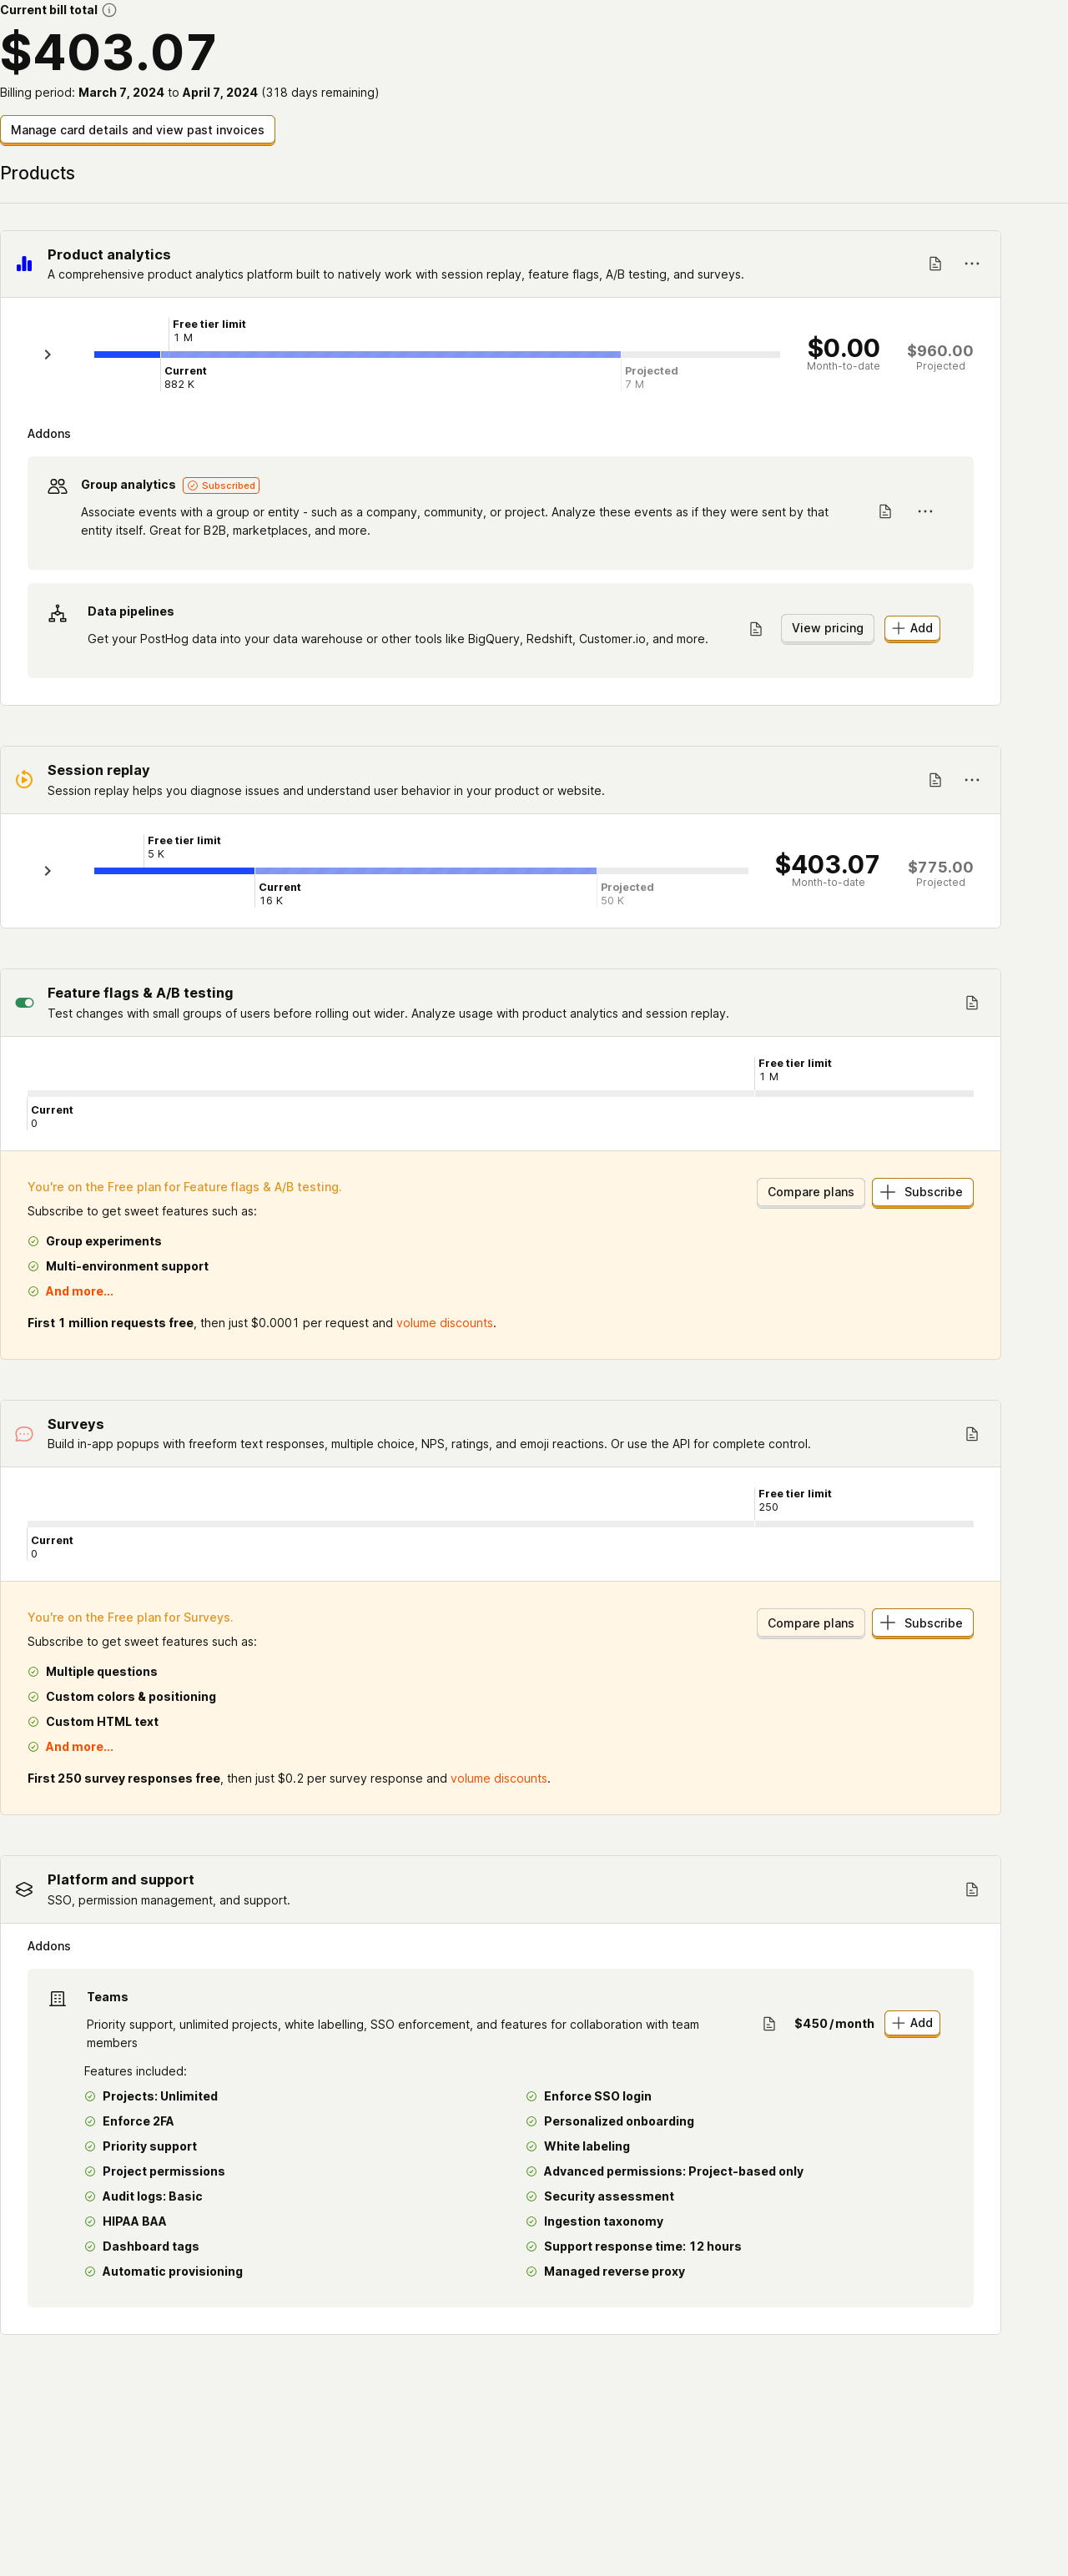 Current bill total
$403.07
Billing period: March 7, 2024 to April 7, 2024 (318 days remaining)
Manage card details and view past invoices
Products
Product analytics
A comprehensive product analytics platform built to natively work with session replay, feature flags, A/B testing, and surveys.
Free tier limit
1 M
Current
882 K
Projected
7 M
$0.00
Month-to-date
$960.00
Projected
Addons
Group analytics Subscribed
Associate events with a group or entity - such as a company, community, or project. Analyze these events as if they were sent by that
entity itself. Great for B2B, marketplaces, and more.
Data pipelines
Get your PostHog data into your data warehouse or other tools like BigQuery, Redshift, Customer.io, and more.
View pricing
Add
Session replay
Session replay helps you diagnose issues and understand user behavior in your product or website.
Free tier limit
5 K
Current
16 K
Projected
50 K
$403.07
Month-to-date
$775.00
Projected
Feature flags & A/B testing
Test changes with small groups of users before rolling out wider. Analyze usage with product analytics and session replay.
Free tier limit
1 M
Current
0
You're on the Free plan for Feature flags & A/B testing.
Compare plans
Subscribe
Subscribe to get sweet features such as:
Group experiments
Multi-environment support
And more...
First 1 million requests free, then just $0.0001 per request and volume discounts.
Surveys
Build in-app popups with freeform text responses, multiple choice, NPS, ratings, and emoji reactions. Or use the API for complete control.
Free tier limit
250
Current
0
You're on the Free plan for Surveys.
Compare plans
Subscribe
Subscribe to get sweet features such as:
Multiple questions
Custom colors & positioning
Custom HTML text
And more...
First 250 survey responses free, then just $0.2 per survey response and volume discounts.
Platform and support
SSO, permission management, and support.
Addons
Teams
Priority support, unlimited projects, white labelling, SSO enforcement, and features for collaboration with team
members
$450/month
Add
Features included:
Projects: Unlimited
Enforce 2FA
Priority support
Project permissions
Audit logs: Basic
HIPAA BAA
Dashboard tags
Automatic provisioning
Enforce SSO login
Personalized onboarding
White labeling
Advanced permissions: Project-based only
Security assessment
Ingestion taxonomy
Support response time: 12 hours
Managed reverse proxy